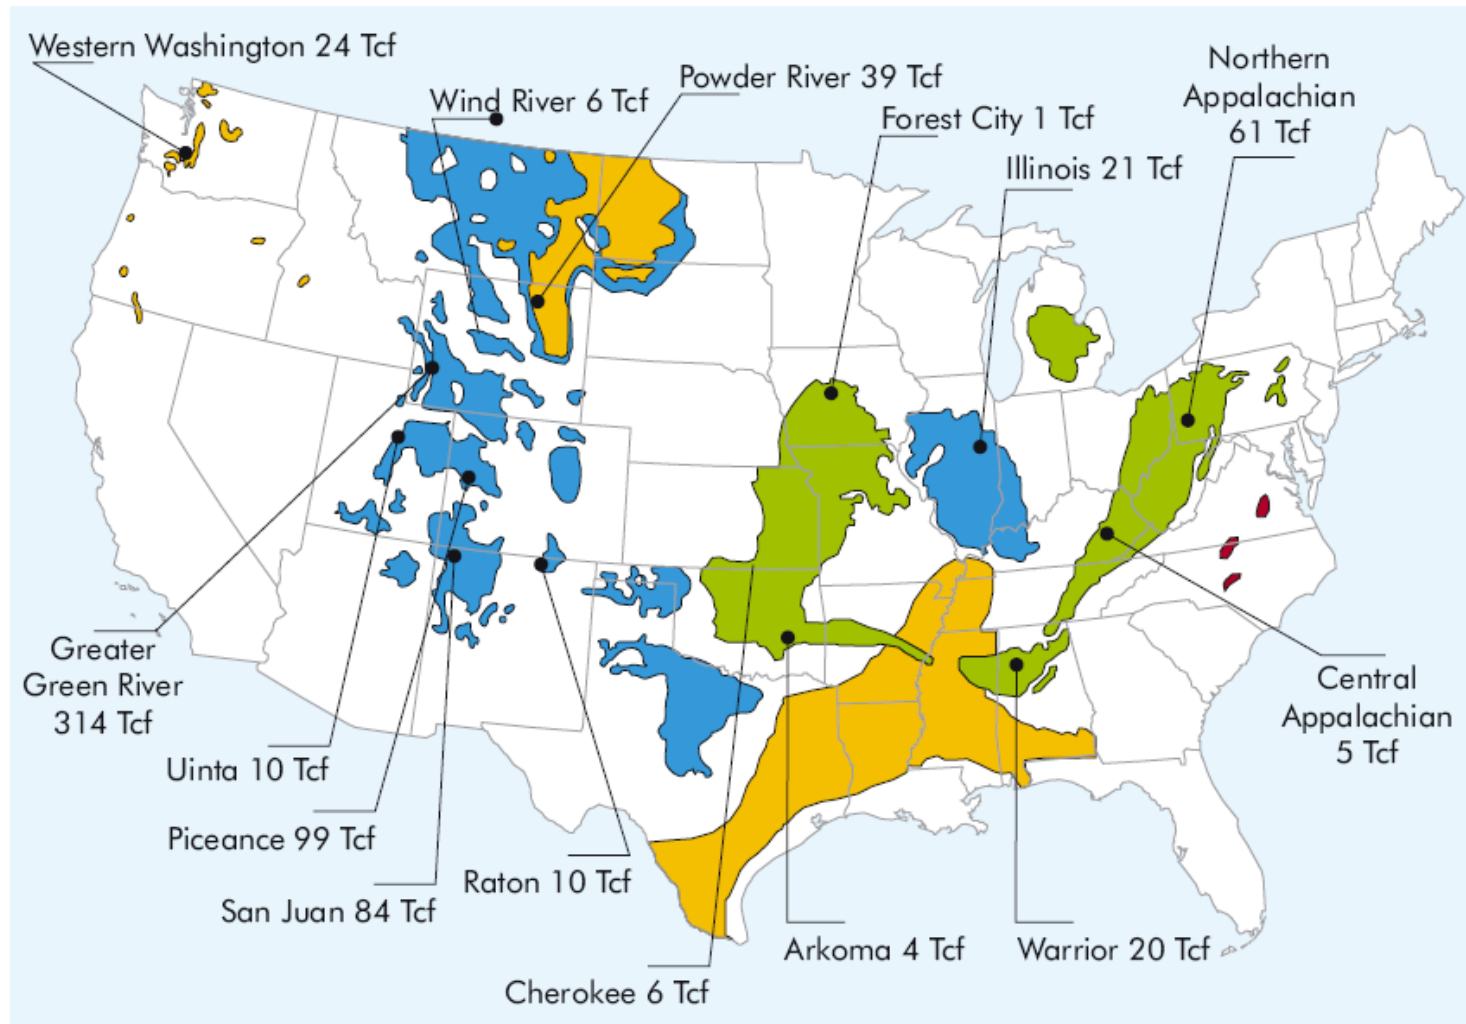 Western Washington 24 Tcf
Wind River 6 Tcf
Powder River 39 Tcf
Forest City 1 Tcf
Illinois 21 Tcf
Northern
Appalachian
61 Tcf
Greater
Green River
314 Tcf
Uinta 10 Tcf
Piceance 99 Tcf
San Juan 84 Tcf
Raton 10 Tcf
Cherokee 6 Tcf
Arkoma 4 Tcf
Warrior 20 Tcf
Central
Appalachian
5 Tcf